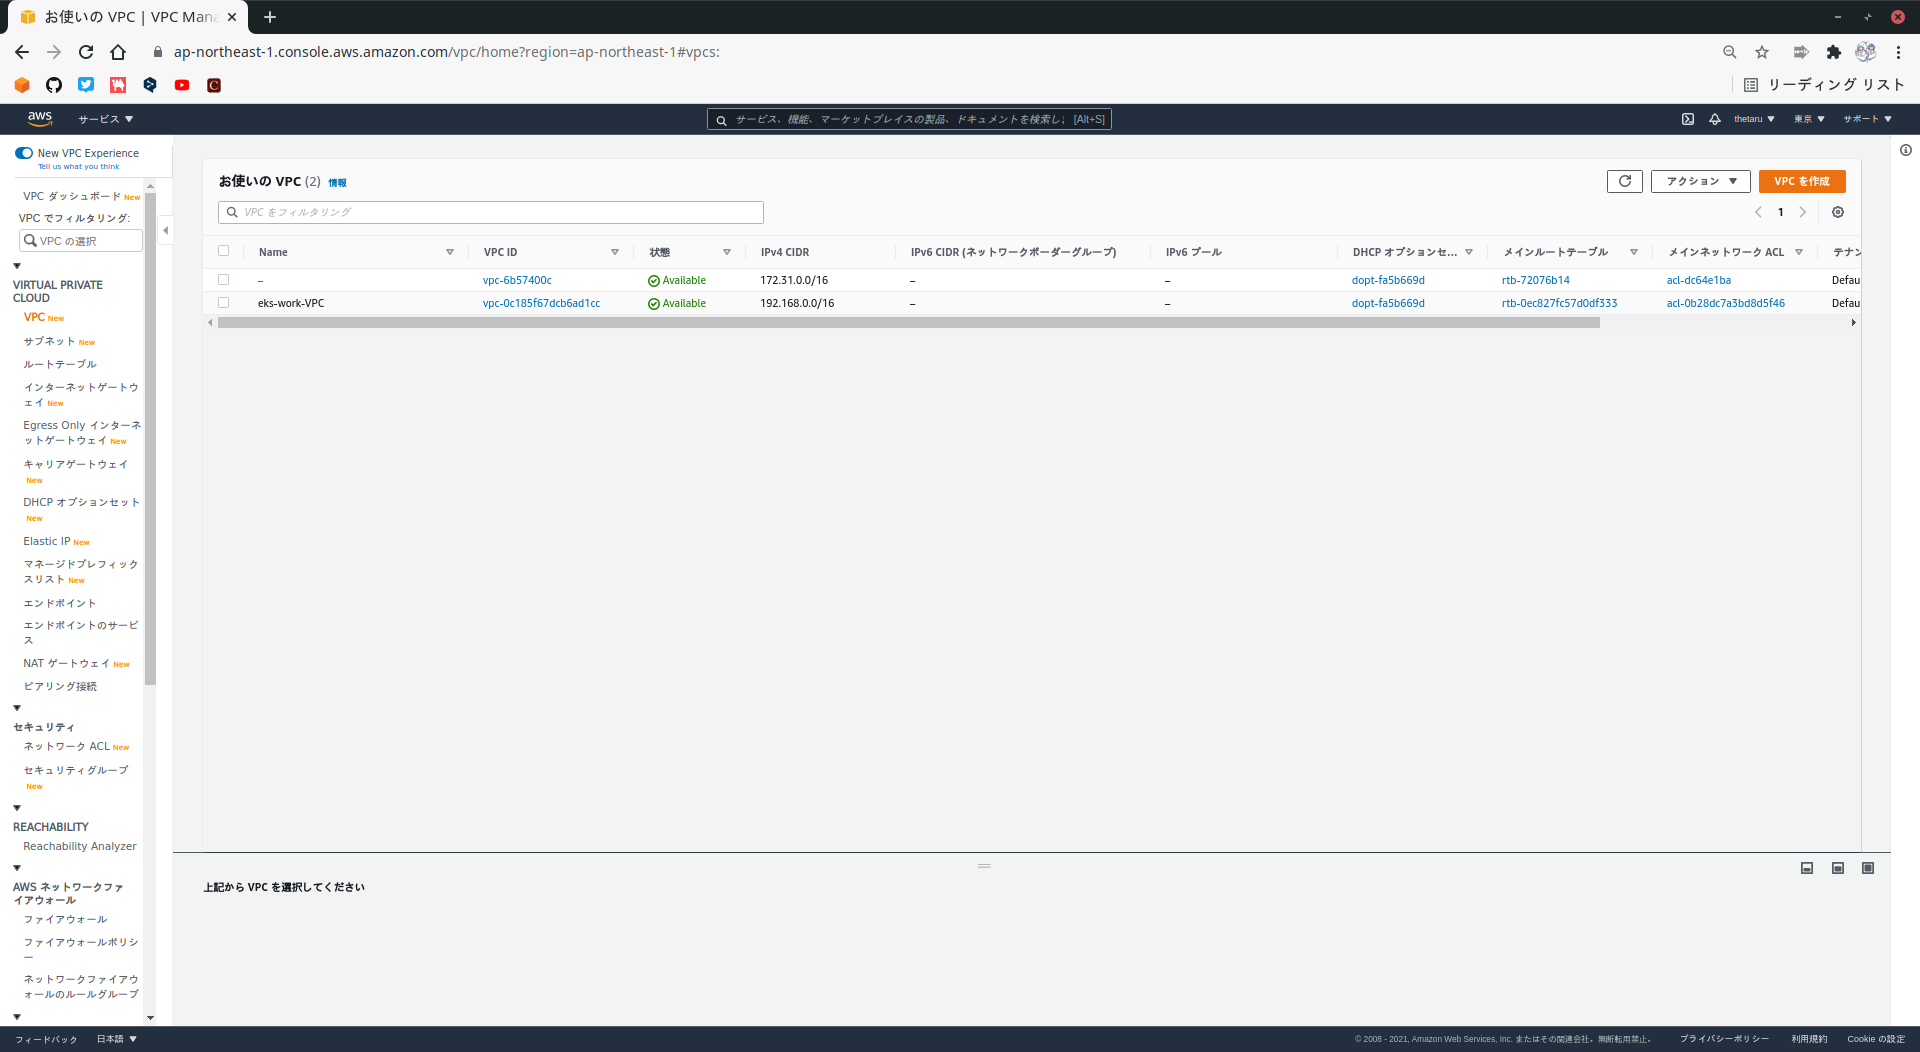 お使いの VPC | VPC Mana
ap-northeast-1.console.aws.amazon.com/vpc/home?region=ap-northeast-1#vpcs:
リーディング リスト
aws サービス サービス、機能、マーケットプレイスの製品、ドキュメントを検索し [Alt+S] thetaru 東京 サポート
New VPC Experience
Tell us what you think
VPC ダッシュボード New
VPC でフィルタリング:
VPC の選択
VIRTUAL PRIVATE
CLOUD
VPC New
サブネット New
ルートテーブル
インターネットゲートウ
ェイ New
Egress Only インターネ
ットゲートウェイ New
キャリアゲートウェイ
New
DHCP オプションセット
New
Elastic IP New
マネージドプレフィック
スリスト New
エンドポイント
エンドポイントのサービ
ス
NAT ゲートウェイ New
ピアリング接続
セキュリティ
ネットワーク ACL New
セキュリティグループ
New
REACHABILITY
Reachability Analyzer
AWS ネットワークファ
イアウォール
ファイアウォール
ファイアウォールポリシ
ー
ネットワークファイアウ
ォールのルールグループ
お使いの VPC (2) 情報
アクション VPC を作成
VPC をフィルタリング
1
Name VPC ID 状態 IPv4 CIDR IPv6 CIDR (ネットワークボーダーグループ) IPv6 プール DHCP オプションセ... メインルートテーブル メインネットワーク ACL テナン
– vpc-6b57400c Available 172.31.0.0/16 – – dopt-fa5b669d rtb-72076b14 acl-dc64e1ba Defau
eks-work-VPC vpc-0c185f67dcb6ad1cc Available 192.168.0.0/16 – – dopt-fa5b669d rtb-0ec827fc57d0df333 acl-0b28dc7a3bd8d5f46 Defau
上記から VPC を選択してください
フィードバック 日本語 © 2008 - 2021, Amazon Web Services, Inc. またはその関連会社。無断転用禁止。 プライバシーポリシー 利用規約 Cookie の設定